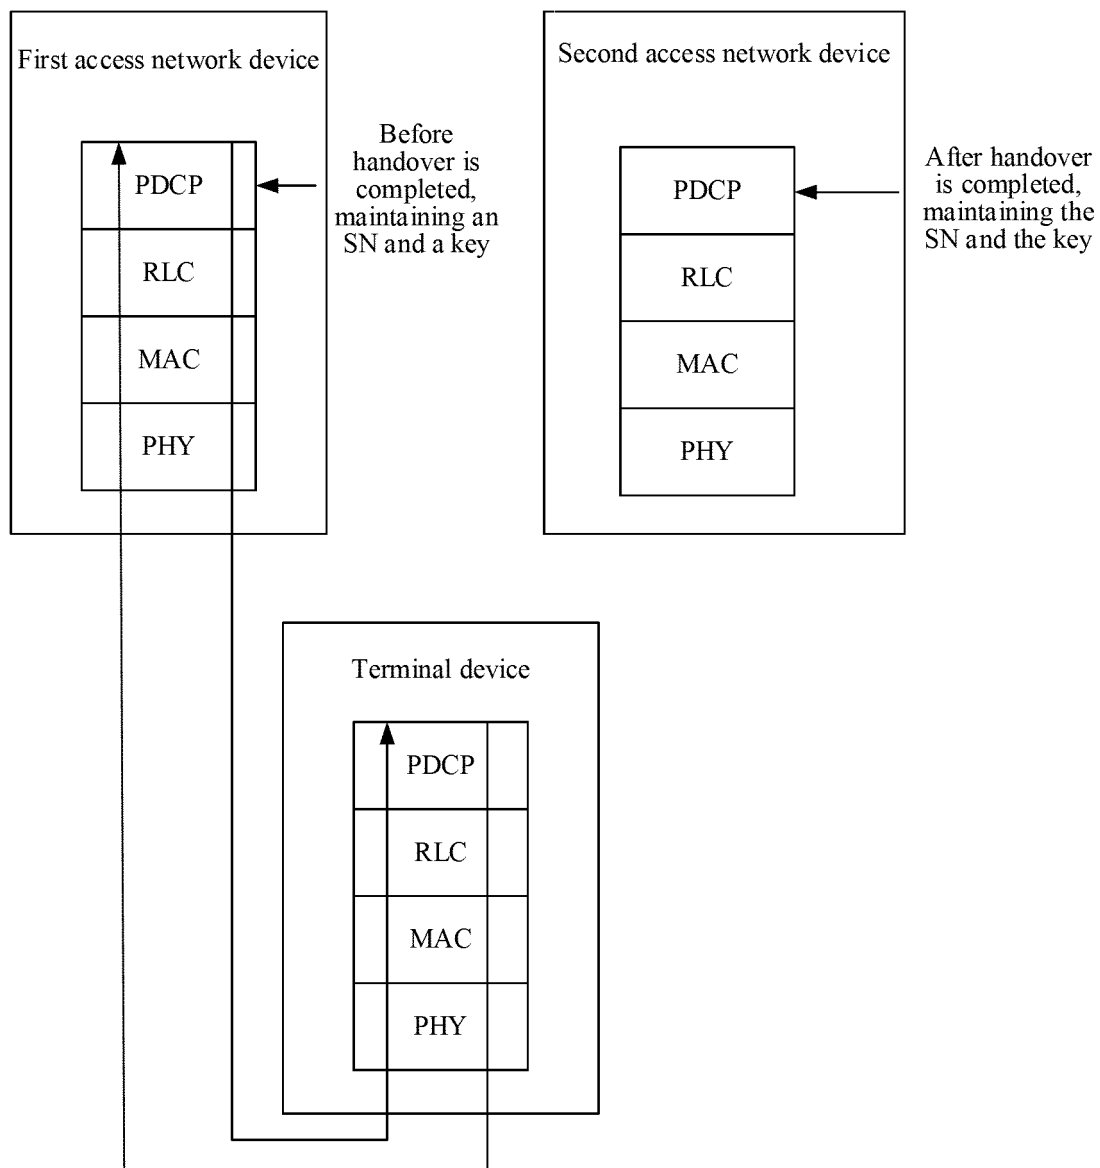 First access network device
PDCP
RLC
MAC
PHY
Before
handover is
completed,
maintaining an
SN and a key
Second access network device
PDCP
RLC
MAC
PHY
After handover
is completed,
maintaining the
SN and the key
Terminal device
PDCP
RLC
MAC
PHY